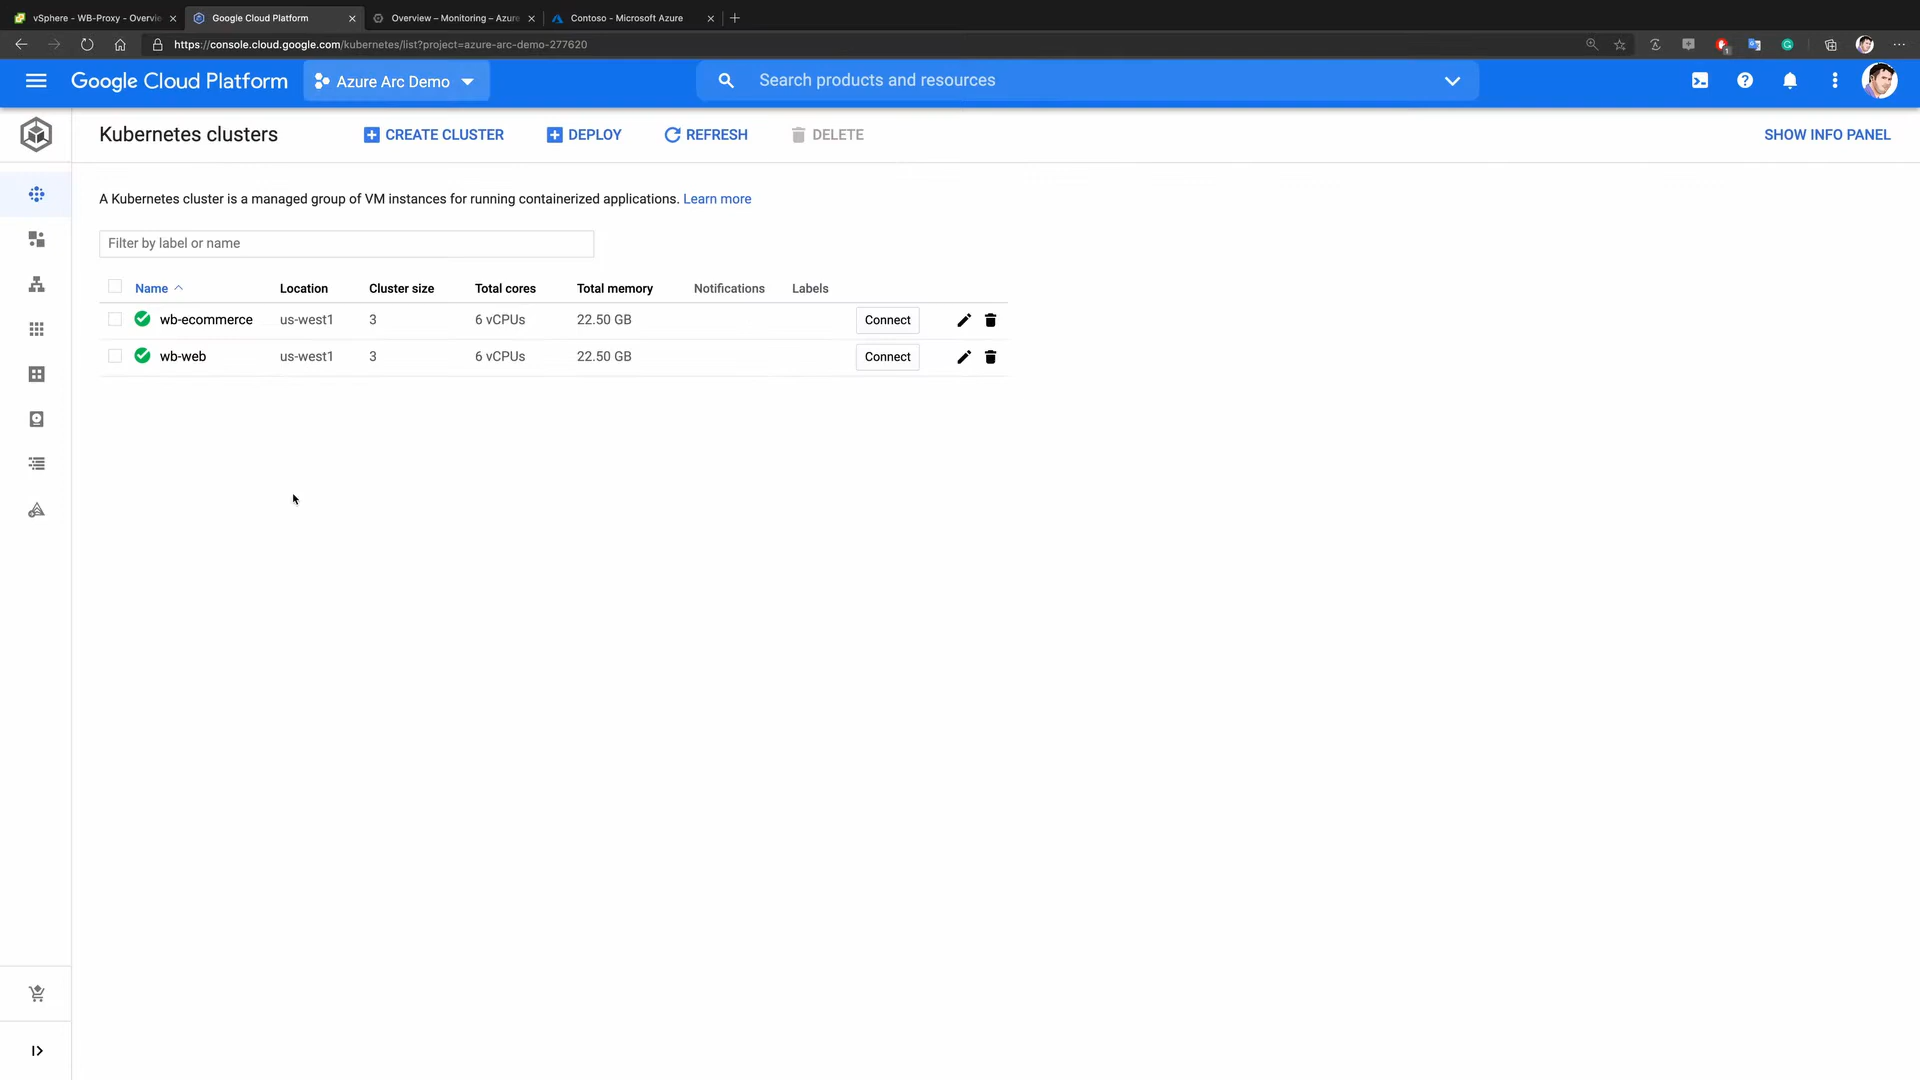 vSphere - WB-Proxy - Overvie
Google Cloud Platform
Overview – Monitoring – Azure
Contoso - Microsoft Azure
https://console.cloud.google.com/kubernetes/list?project=azure-arc-demo-277620
1
Google Cloud Platform
Azure Arc Demo
Search products and resources
Kubernetes clusters
CREATE CLUSTER
DEPLOY
REFRESH
DELETE
SHOW INFO PANEL
A Kubernetes cluster is a managed group of VM instances for running containerized applications. Learn more
Filter by label or name
Name Location Cluster size Total cores Total memory Notifications Labels
wb-ecommerce us-west1 3 6 vCPUs 22.50 GB Connect
wb-web us-west1 3 6 vCPUs 22.50 GB Connect